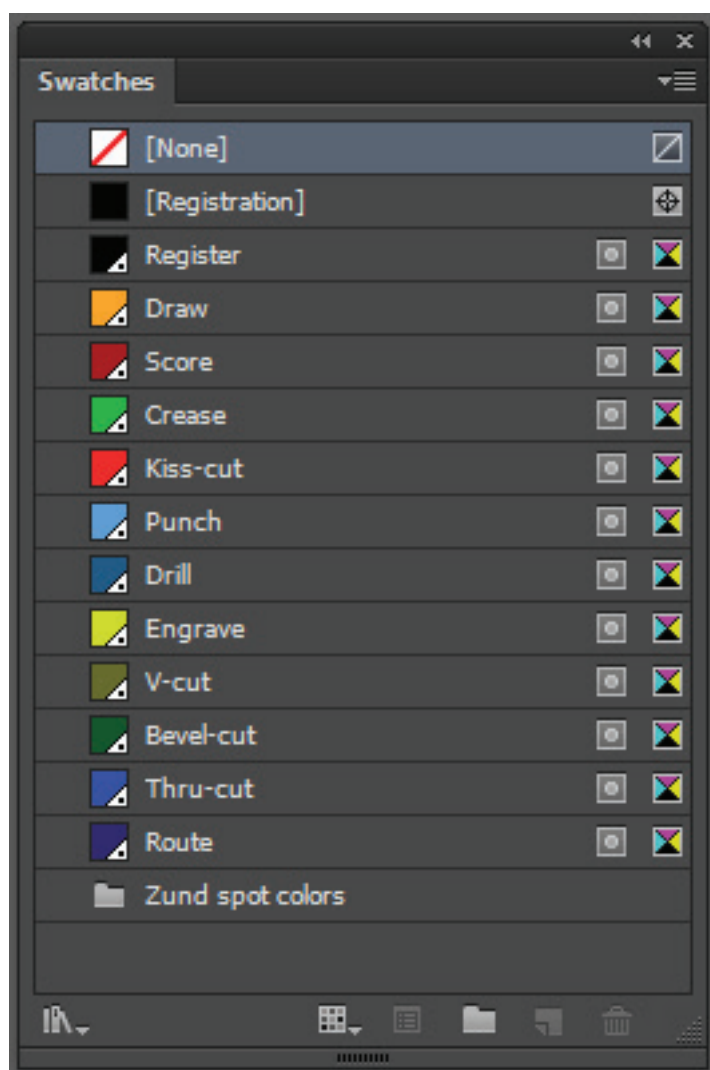 Swatches
[None]
[Registration]
Register
Draw
Score
Crease
Kiss-cut
Punch
Drill
Engrave
V-cut
Bevel-cut
Thru-cut
Route
Zund spot colors